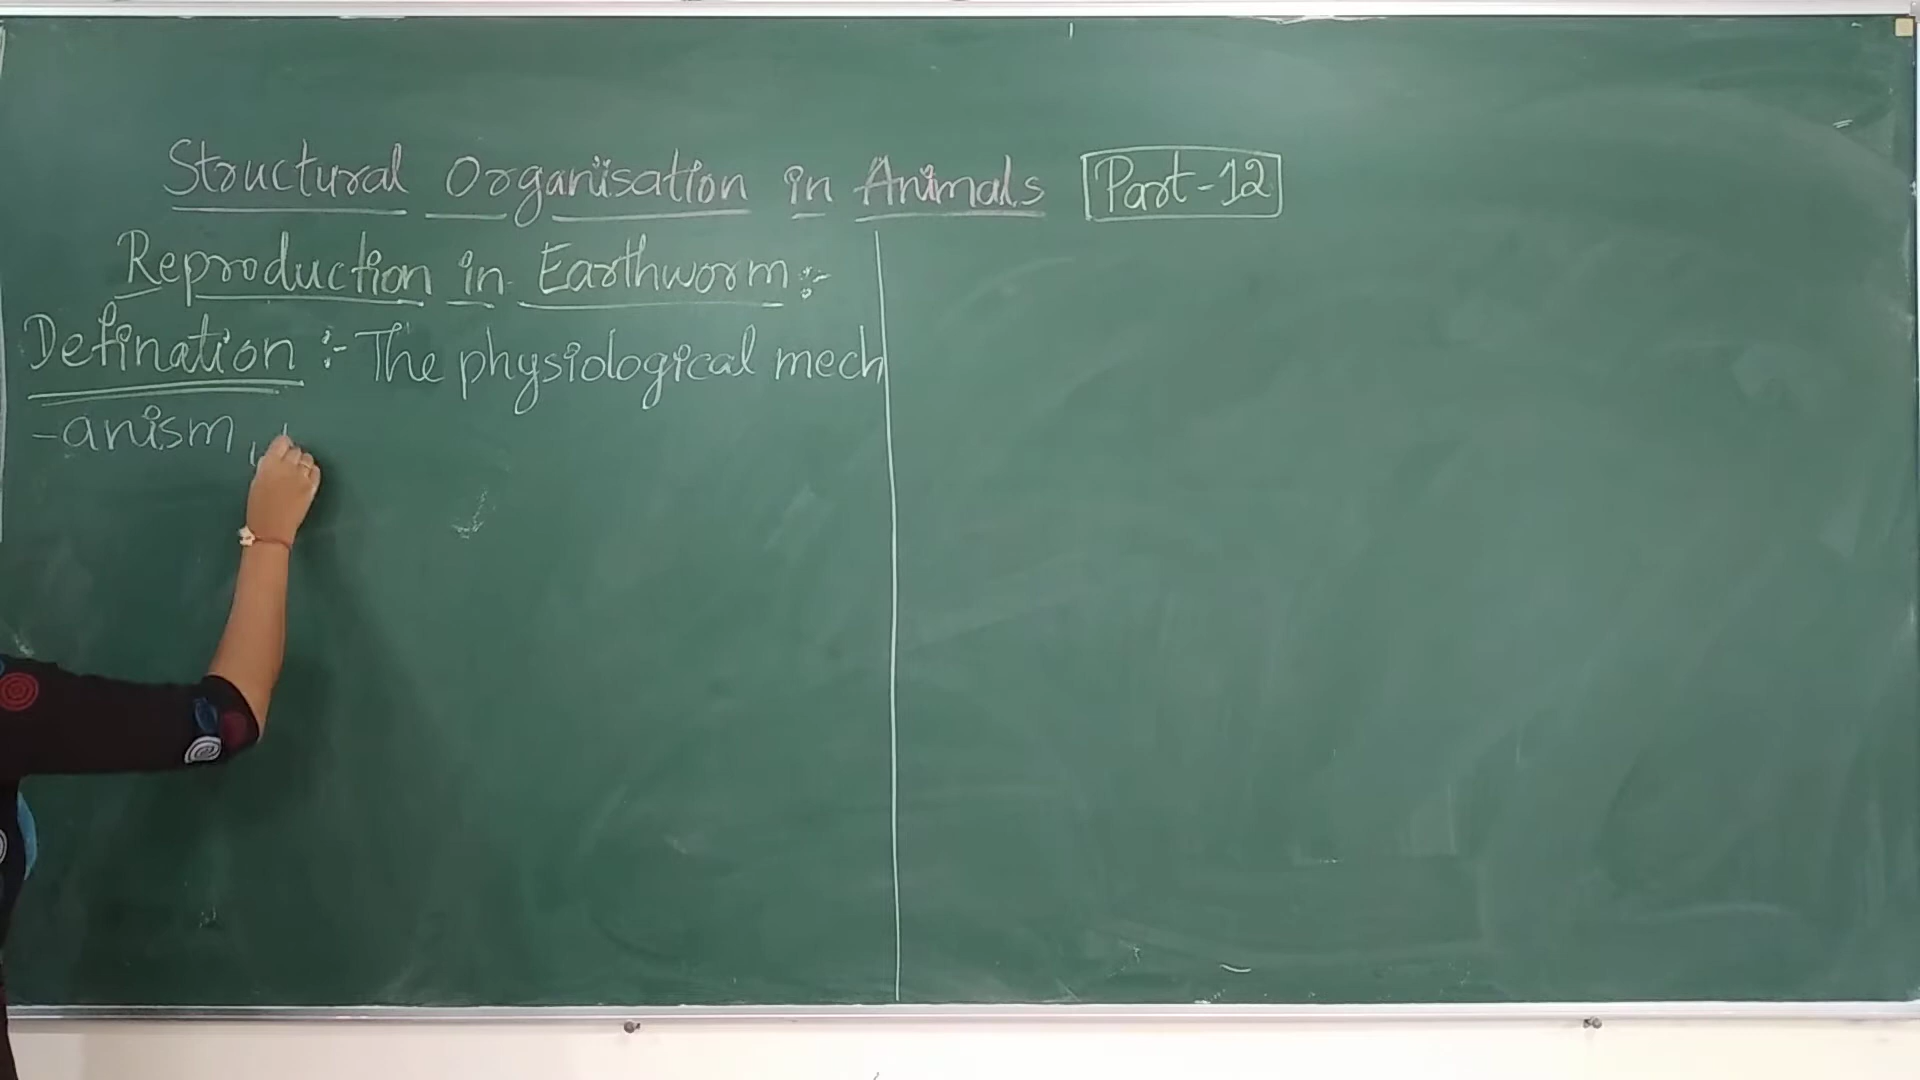 Structural Organisation in Animals Part-12
Reproduction in Earthworm:-
Defination :- The physiological mech
-anism